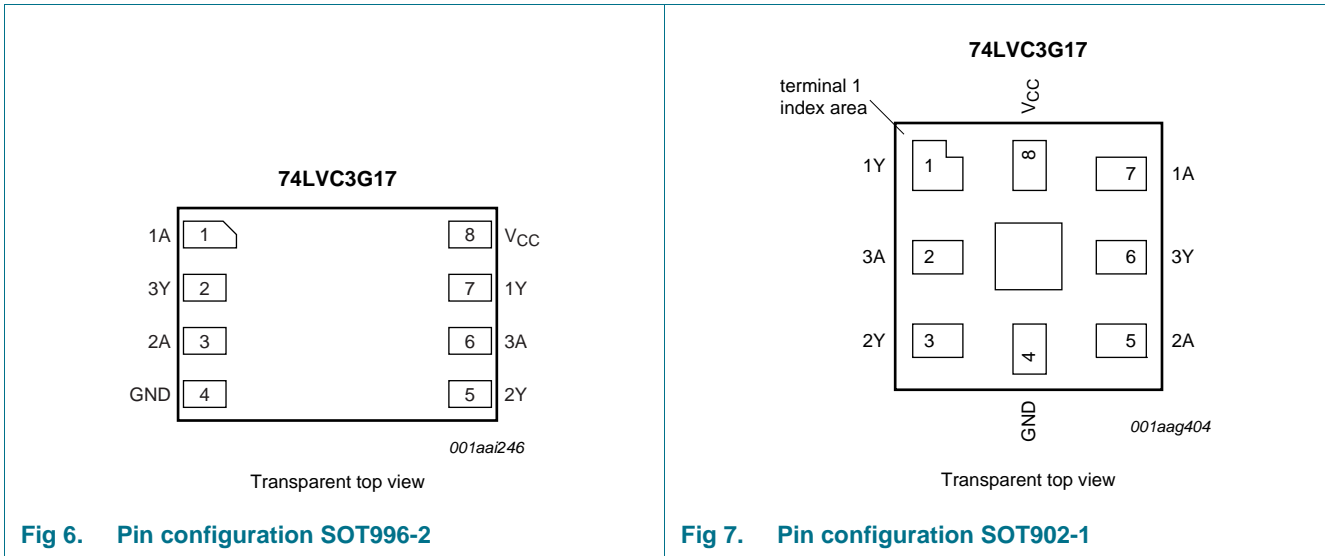 74LVC3G17
1A 1 8 VCC
3Y 2 7 1Y
2A 3 6 3A
GND 4 5 2Y
001aai246
Transparent top view
Fig 6. Pin configuration SOT996-2
74LVC3G17
terminal 1
index area
VCC
1Y 1 8 7 1A
3A 2 6 3Y
2Y 3 4 5 2A
GND
001aag404
Transparent top view
Fig 7. Pin configuration SOT902-1